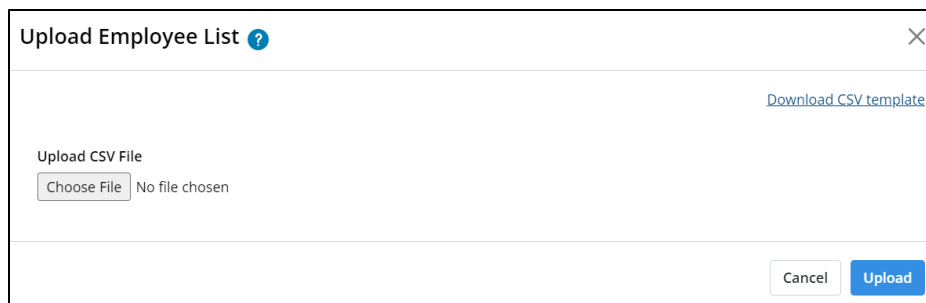 Upload Employee List ?
Download CSV template
Upload CSV File
Choose File No file chosen
Cancel Upload